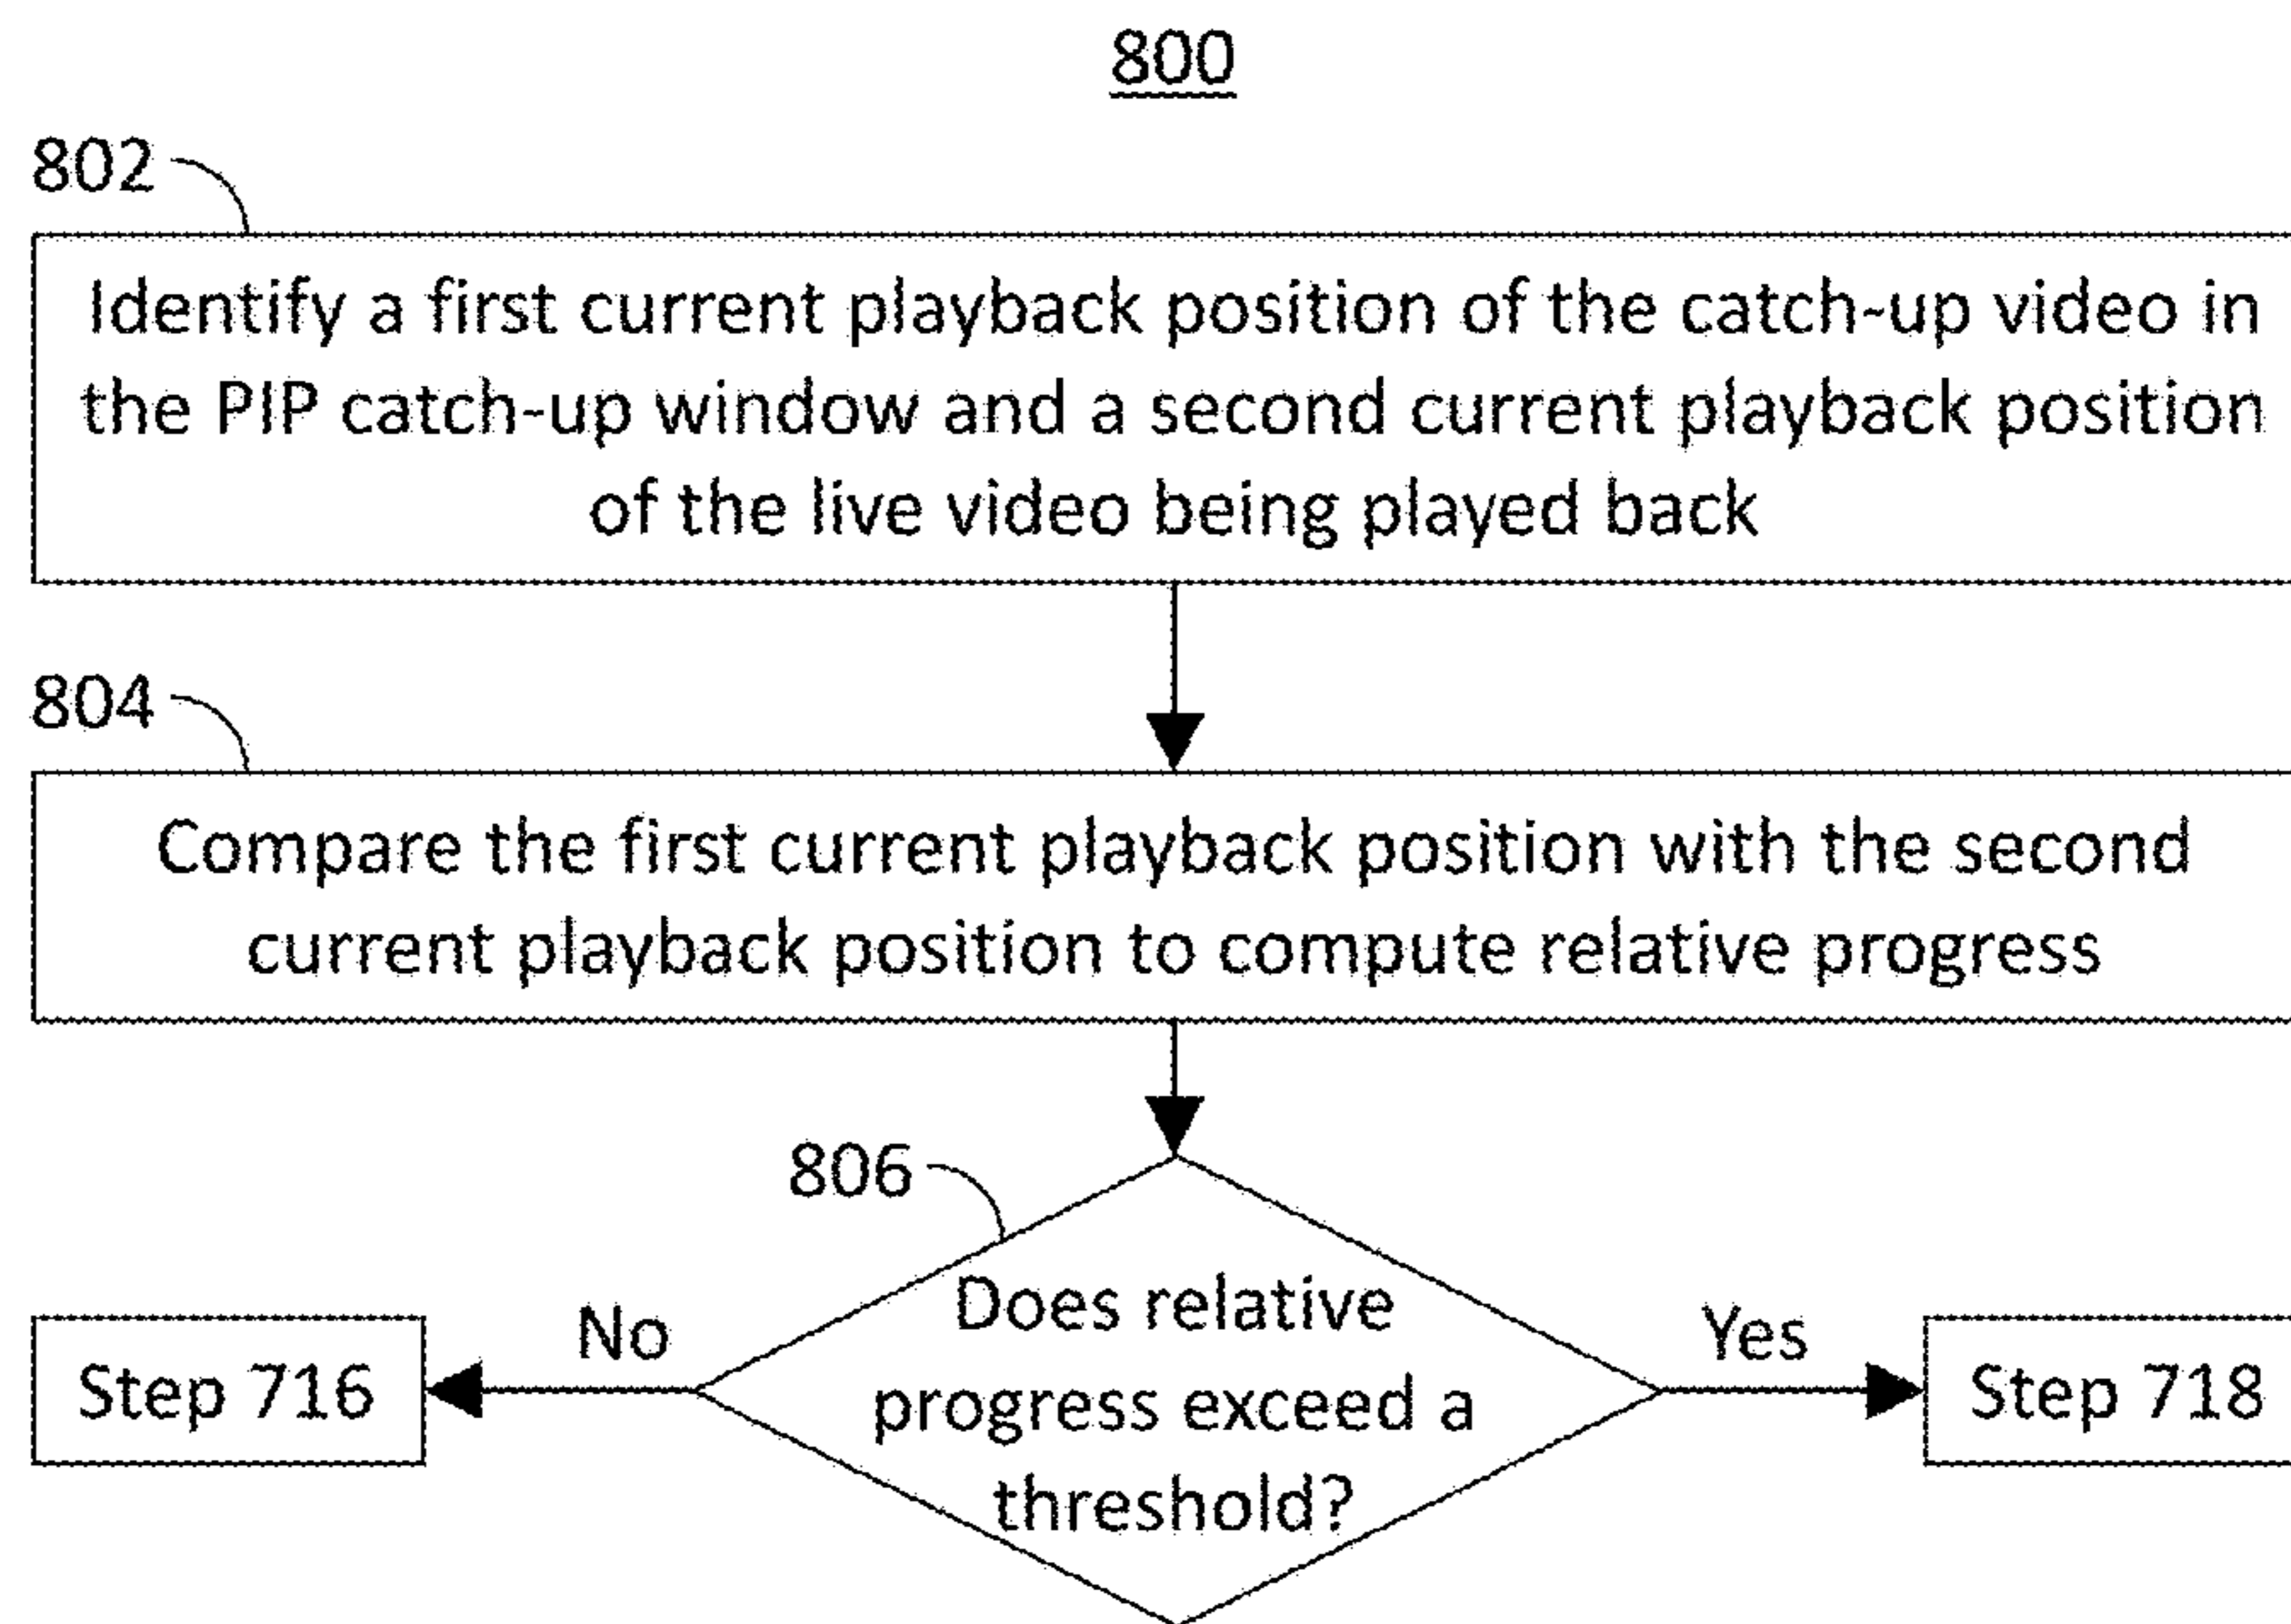 800
802
Identify a first current playback position of the catch-up video in
the PIP catch-up window and a second current playback position
of the live video being played back
804
Compare the first current playback position with the second
current playback position to compute relative progress
806
Does relative
progress exceed a
threshold?
No
Yes
Step 716
Step 718